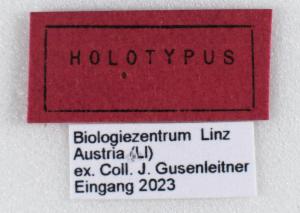 HOLOTYPUS
Biologiezentrum Linz
Austria (LI)
ex. Coll. J. Gusenleitner
Eingang 2023